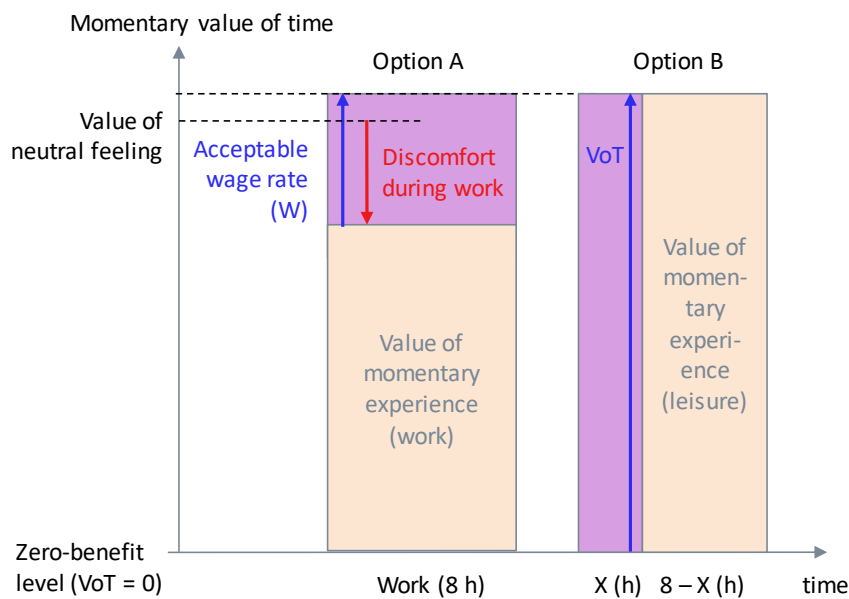 Momentary value of time
Option A
Option B
Value of
neutral feeling
Acceptable
wage rate
(W)
Discomfort
during work
VoT
Value of
momentary
experience
(work)
Value of
momen-
tary
experi-
ence
(leisure)
Zero-benefit
level (VoT = 0)
Work (8 h)
X (h)
8 – X (h)
time